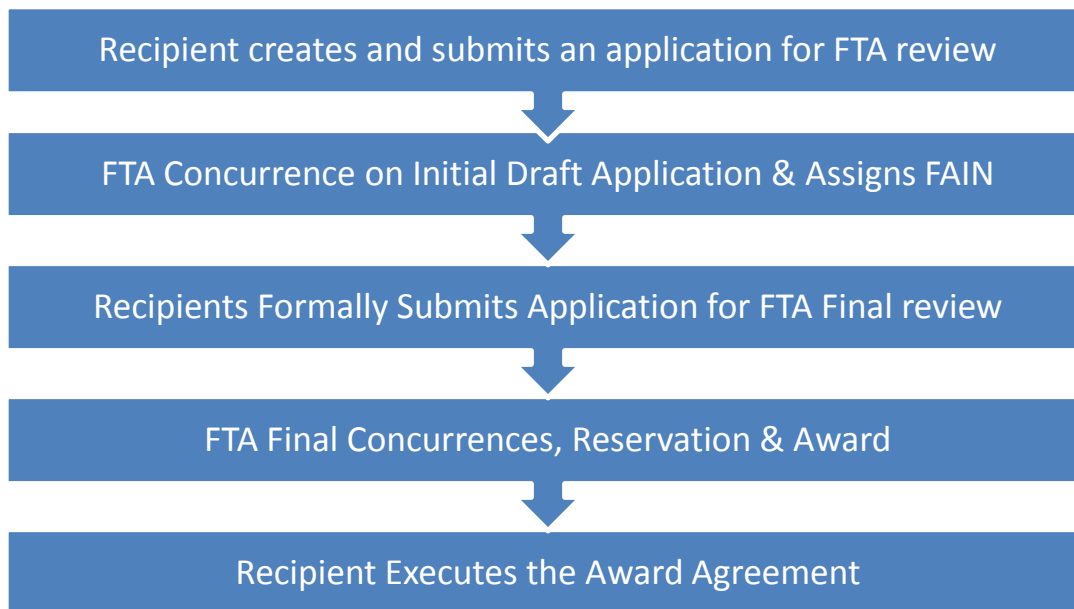 Recipient creates and submits an application for FTA review
FTA Concurrence on Initial Draft Application & Assigns FAIN
Recipients Formally Submits Application for FTA Final review
FTA Final Concurrences, Reservation & Award
Recipient Executes the Award Agreement